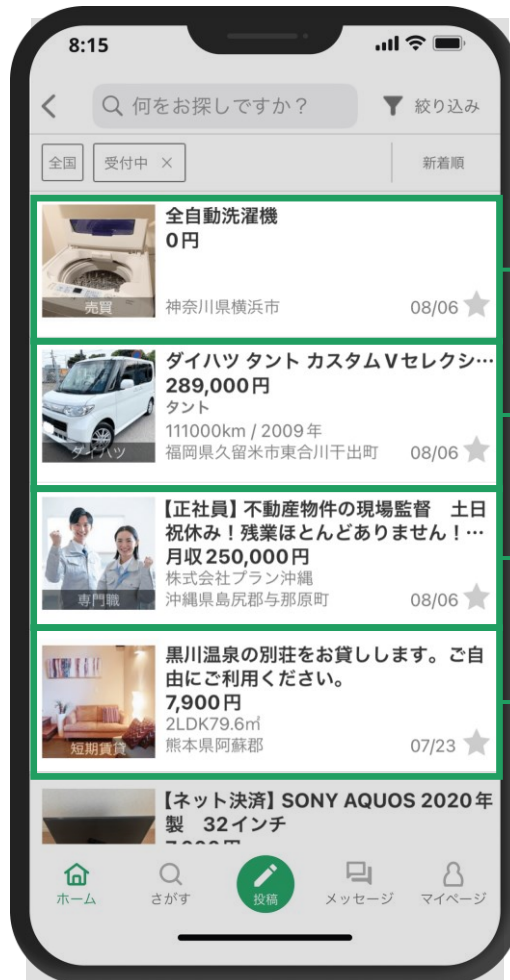 8:15
何をお探しですか？
絞り込み
全国
受付中 ×
新着順
全自動洗濯機
0円
売買
神奈川県横浜市
08/06
ダイハツ タント カスタムVセレクシ…
289,000円
タント
111000km / 2009年
ダイハツ
福岡県久留米市東合川干出町
08/06
【正社員】不動産物件の現場監督　土日
祝休み！残業ほとんどありません！…
月収250,000円
株式会社プラン沖縄
専門職
沖縄県島尻郡与那原町
08/06
黒川温泉の別荘をお貸しします。ご自
由にご利用ください。
7,900円
2LDK79.6㎡
短期賃貸
熊本県阿蘇郡
07/23
【ネット決済】SONY AQUOS 2020年
製　32インチ
ホーム
さがす
投稿
メッセージ
マイページ